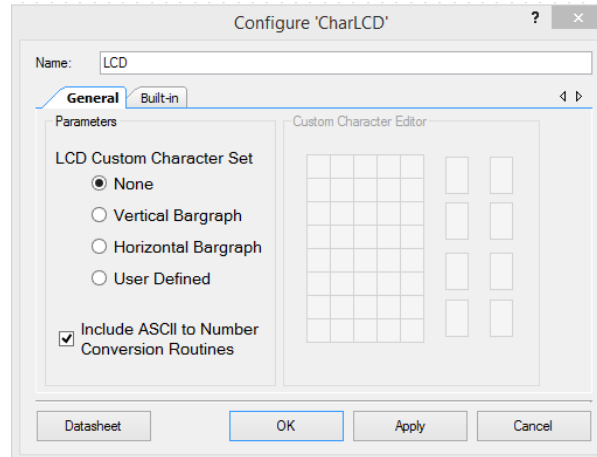 Configure 'CharLCD'
?
Name: LCD
General Built-in
Parameters
Custom Character Editor
LCD Custom Character Set
None
Vertical Bargraph
Horizontal Bargraph
User Defined
Include ASCII to Number
Conversion Routines
Datasheet OK Apply Cancel